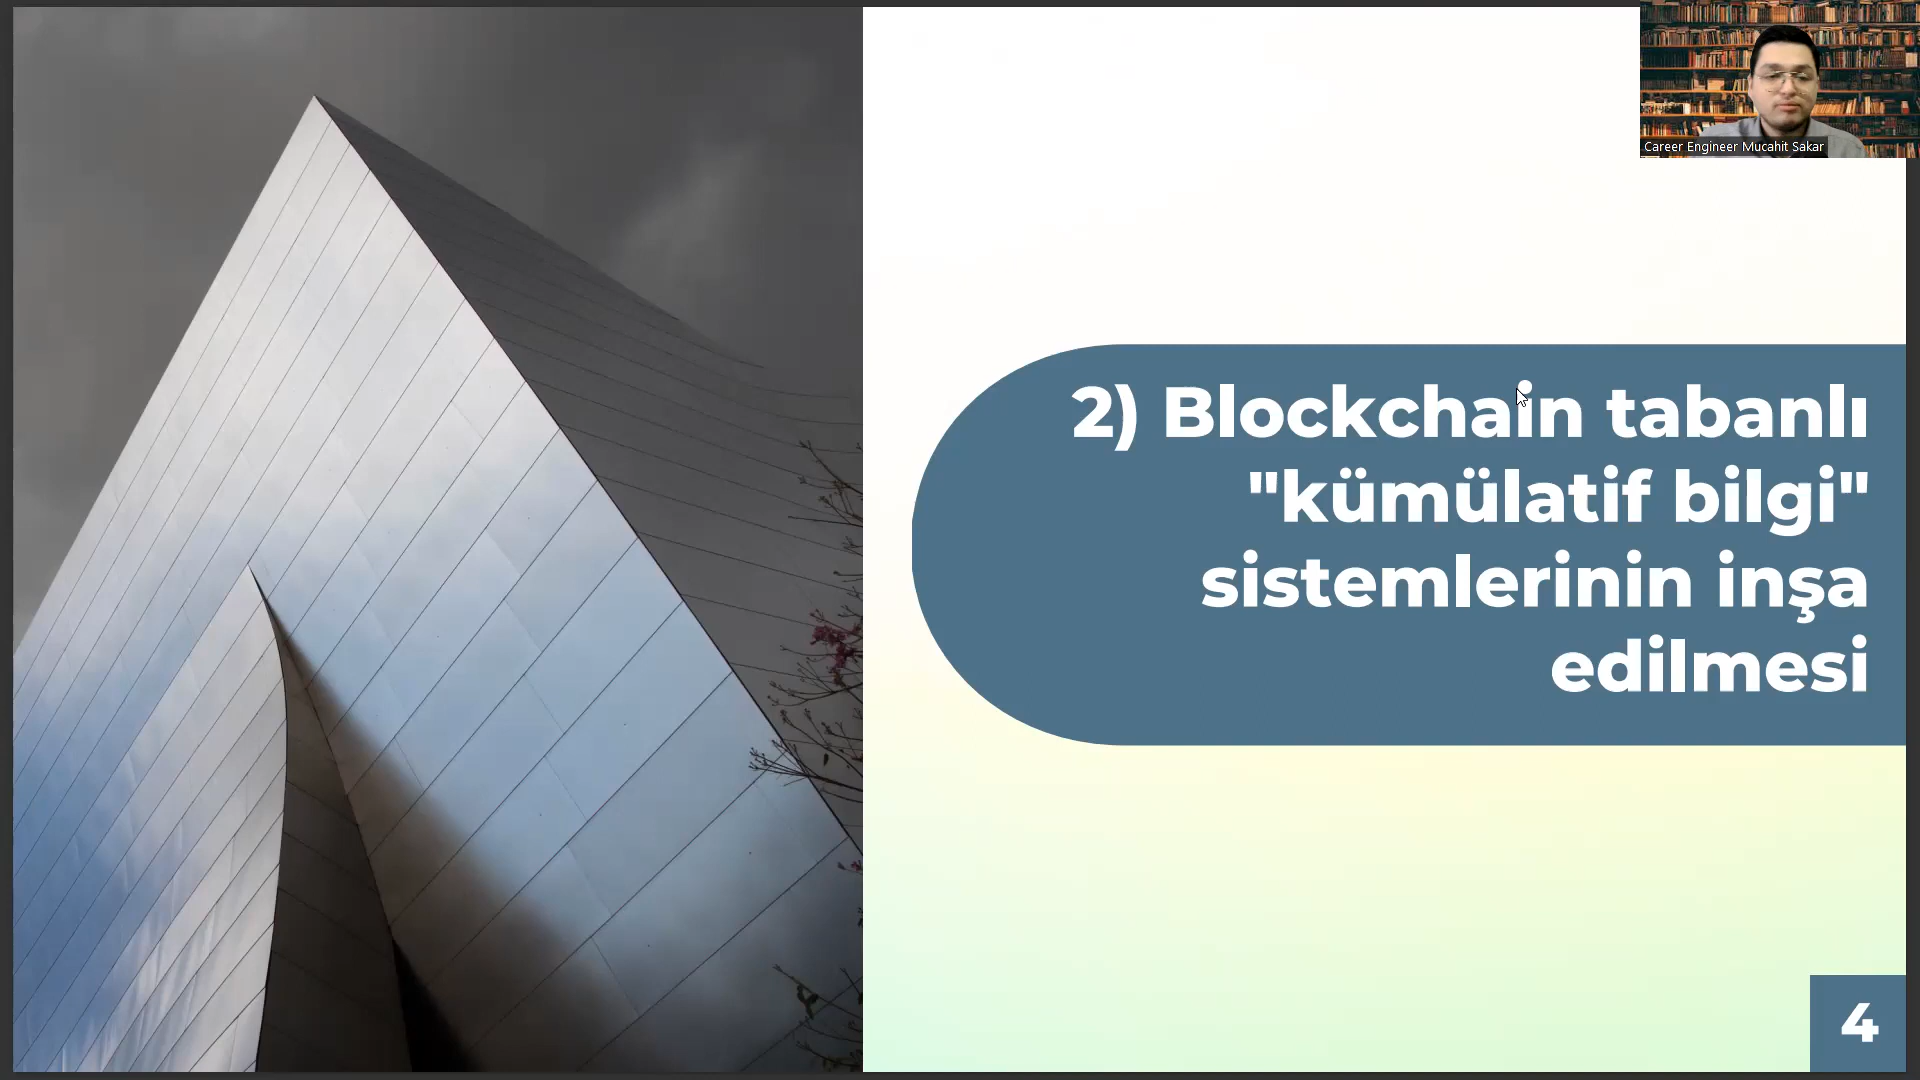 Career Engineer Mucahit Sakar
2) Blockchain tabanlı
"kümülatif bilgi"
sistemlerinin inşa
edilmesi
4